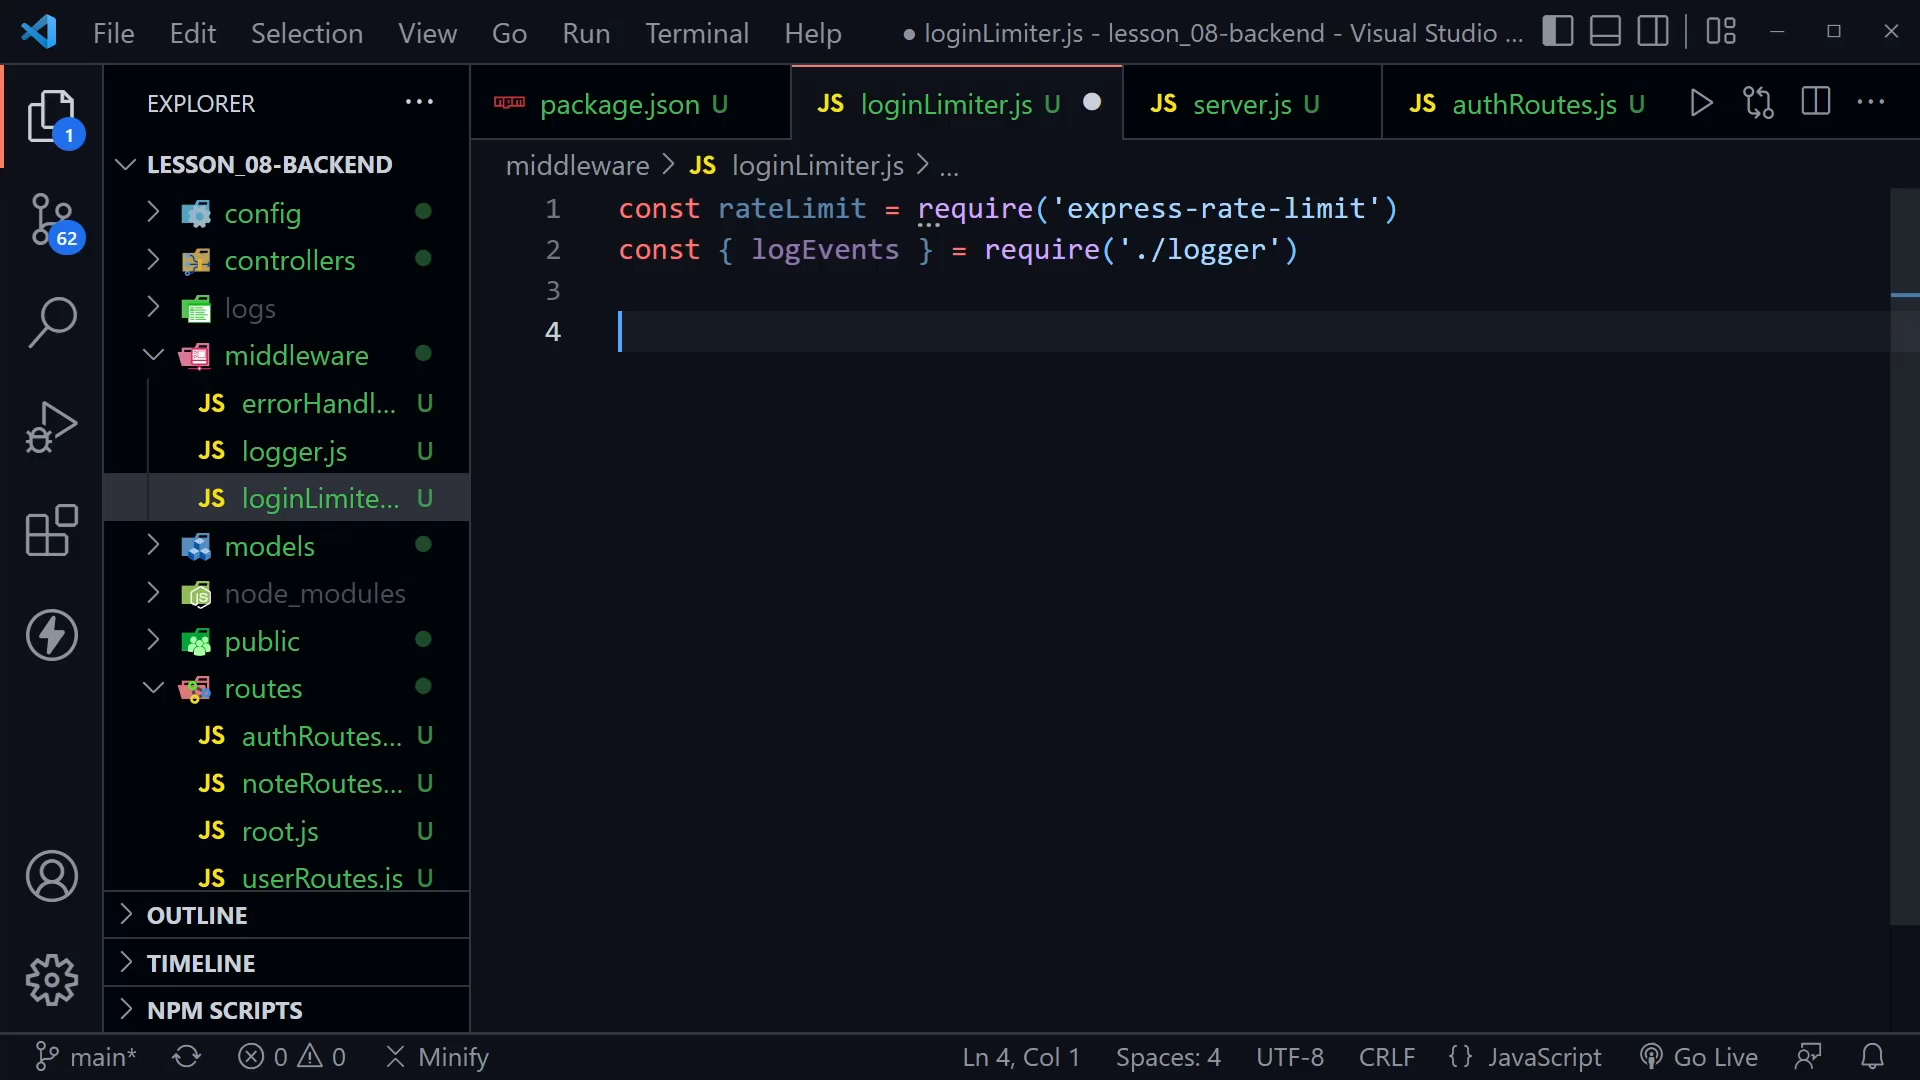 File Edit Selection View Go Run Terminal Help ● loginLimiter.js - lesson_08-backend - Visual Studio ...
EXPLORER ...
package.json U
JS loginLimiter.js U
JS server.js U
JS authRoutes.js U
1
62
LESSON_08-BACKEND
config
controllers
logs
middleware
JS errorHandl... U
JS logger.js U
JS loginLimite... U
models
node_modules
public
routes
JS authRoutes... U
JS noteRoutes... U
JS root.js U
JS userRoutes.js U
OUTLINE
TIMELINE
NPM SCRIPTS
middleware > JS loginLimiter.js > ...
1 const rateLimit = require('express-rate-limit')
2 const { logEvents } = require('./logger')
3
4
main* 0 0 Minify Ln 4, Col 1 Spaces: 4 UTF-8 CRLF {} JavaScript Go Live